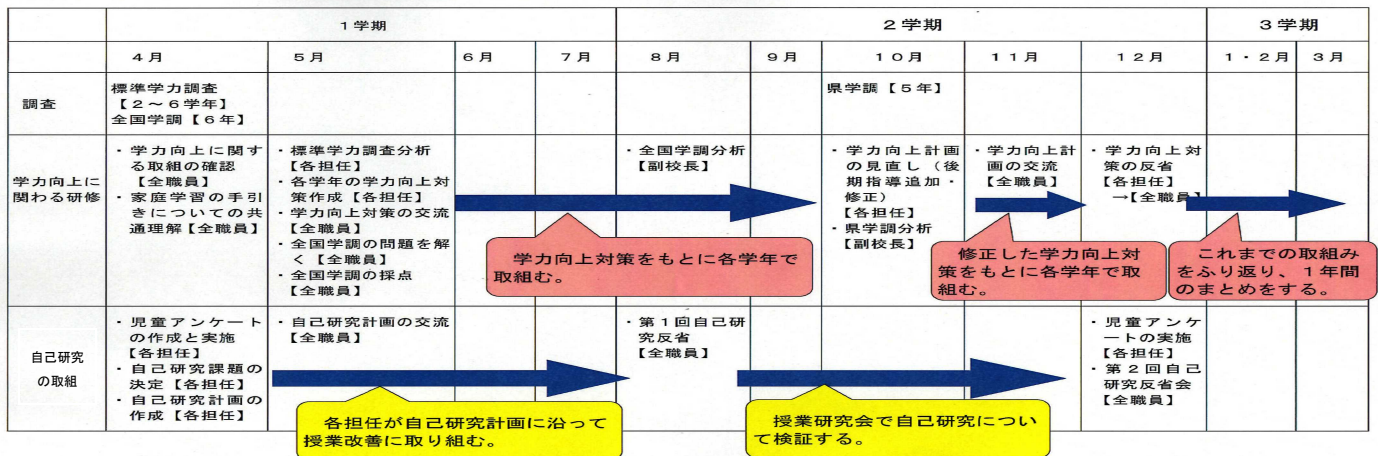 1学期
2学期
3学期
4月
5月
6月
7月
8月
9月
10月
11月
12月
1・2月
3月
調査
標準学力調査
【2～6学年】
全国学調【6年】
県学調【5年】
学力向上に
関わる研修
・学力向上に関す
る取組の確認
【全職員】
・家庭学習の手引
きについての共
通理解【全職員】
・標準学力調査分析
【各担任】
・各学年の学力向上対
策作成【各担任】
・学力向上対策の交流
【全職員】
・全国学調の問題を解
く【全職員】
・全国学調の採点
【全職員】
・全国学調分析
【副校長】
・学力向上計画
の見直し（後
期指導追加・
修正）
【各担任】
・県学調分析
【副校長】
・学力向上計
画の交流
【全職員】
・学力向上対
策の反省
【各担任】
→【全職員】
学力向上対策をもとに各学年で
取組む。
修正した学力向上対
策をもとに各学年で取
組む。
これまでの取組み
をふり返り、1年間
のまとめをする。
自己研究
の取組
・児童アンケート
の作成と実施
【各担任】
・自己研究課題の
決定【各担任】
・自己研究計画の
作成【各担任】
・自己研究計画の交流
【全職員】
・第1回自己研
究反省
【全職員】
・児童アンケ
ートの実施
【各担任】
・第2回自己
研究反省会
【全職員】
各担任が自己研究計画に沿って
授業改善に取り組む。
授業研究会で自己研究につい
て検証する。